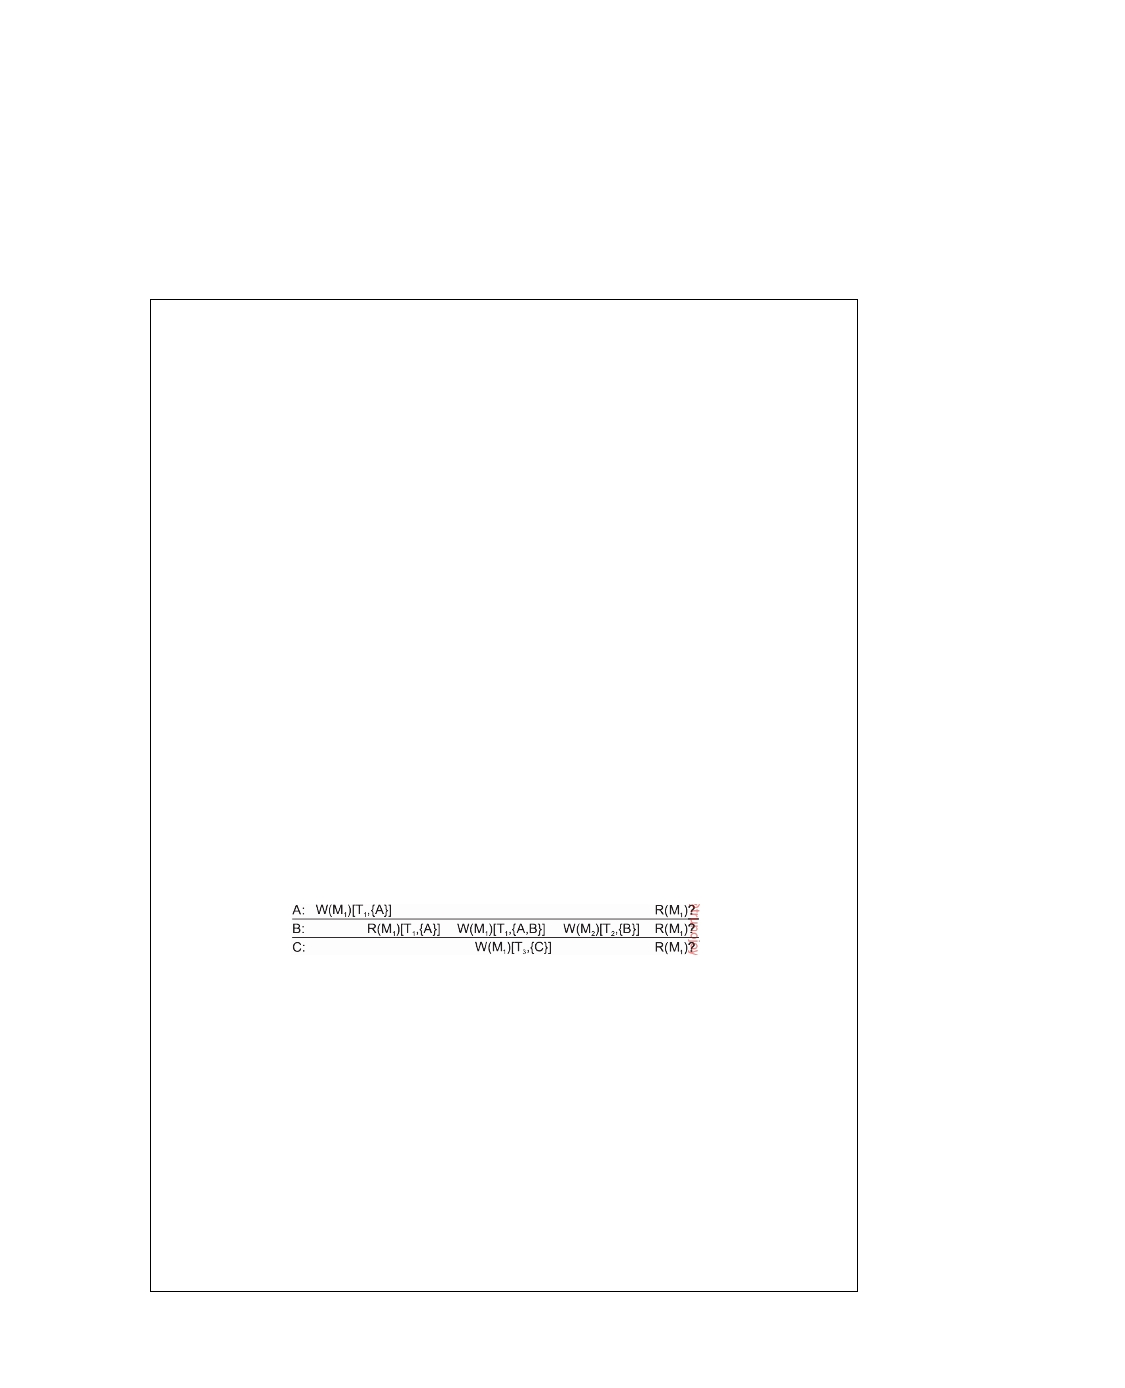 A: W(M₁)[T₁,{A}] R(M₁)?
B: R(M₁)[T₁,{A}] W(M₁)[T₁,{A,B}] W(M₂)[T₂,{B}] R(M₁)?
C: W(M₁)[T₃,{C}] R(M₁)?